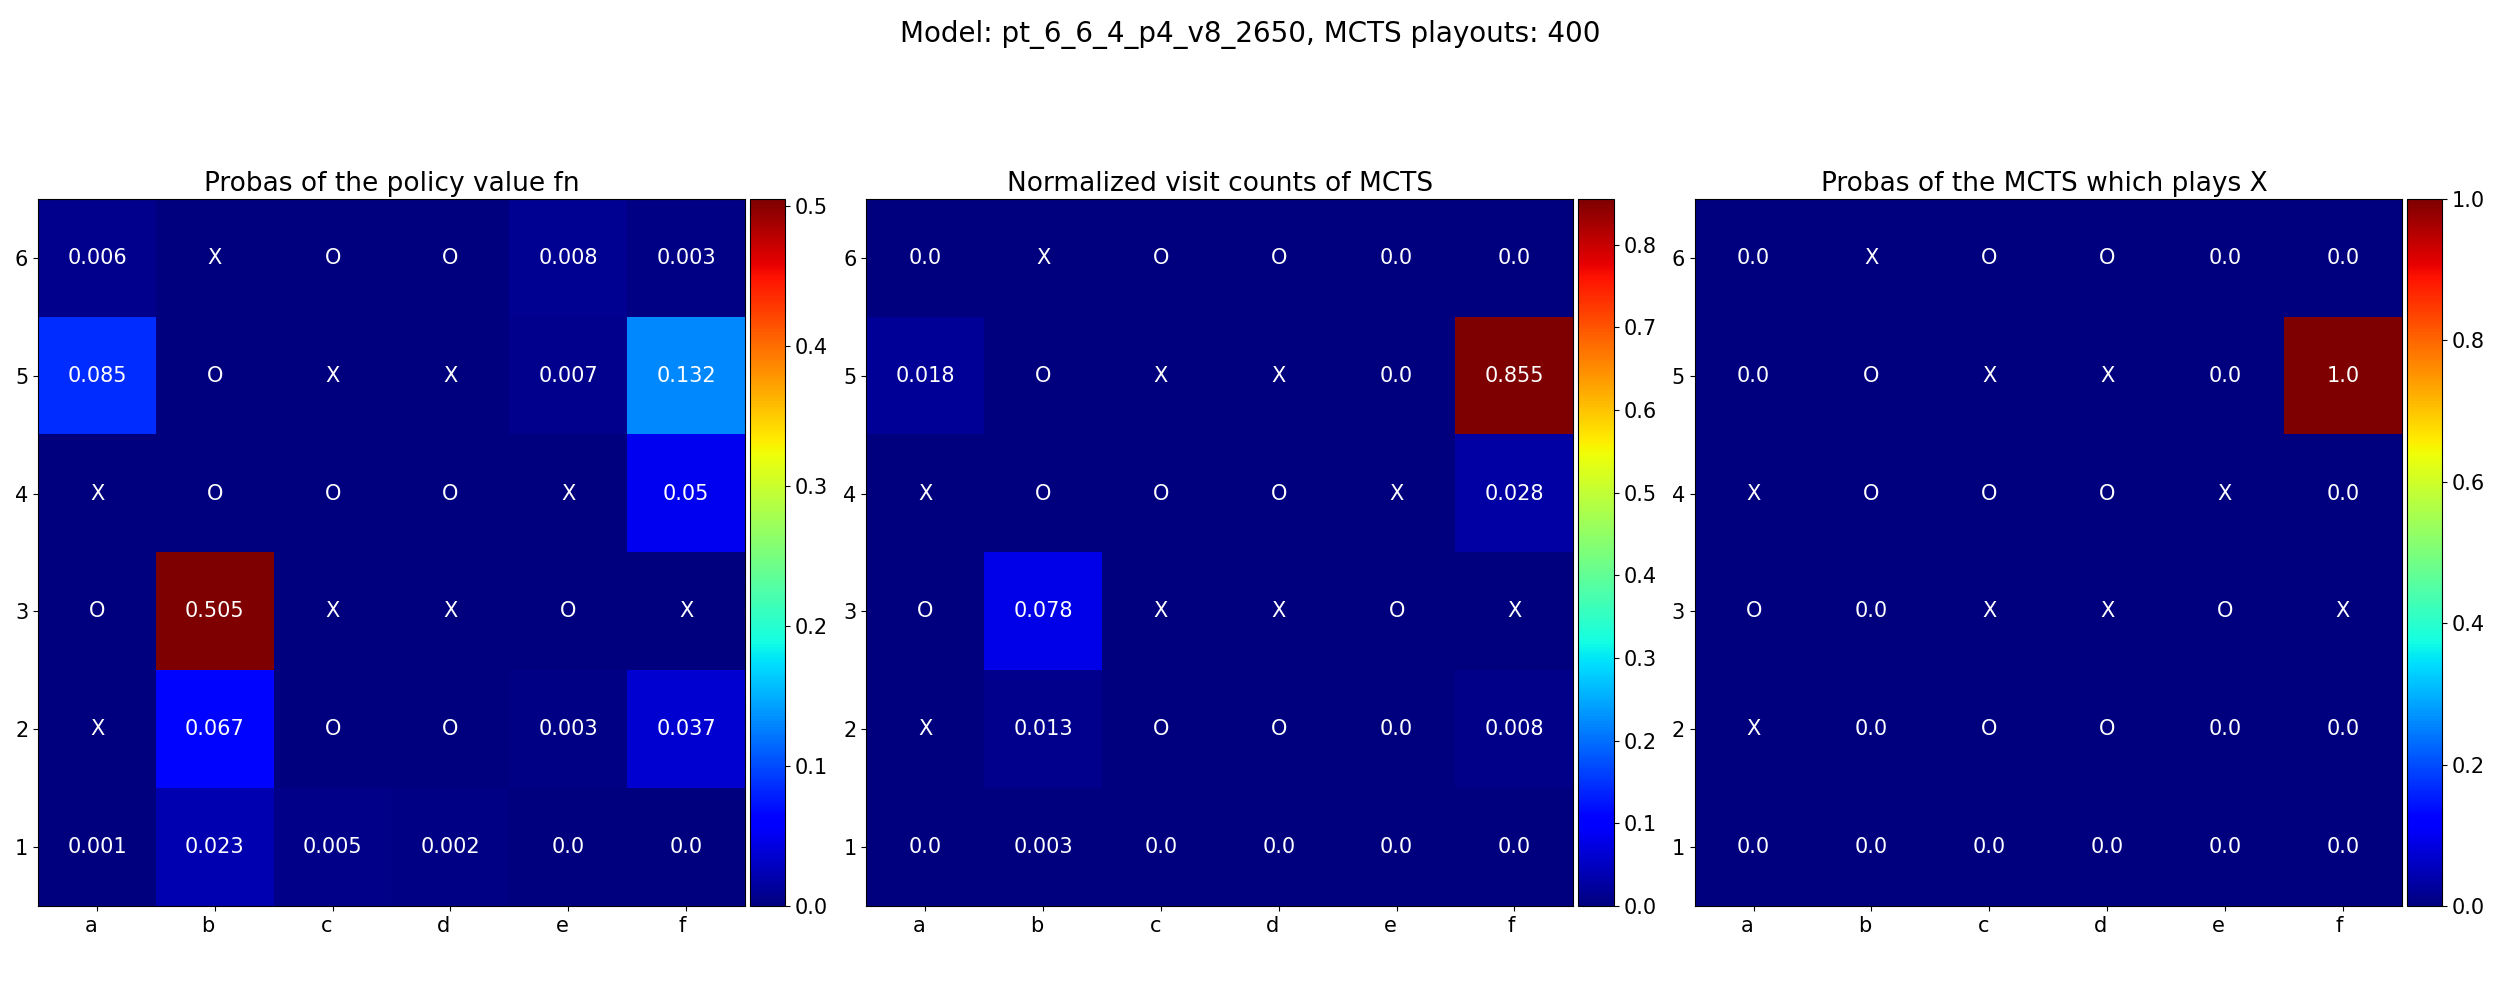 Model: pt_6_6_4_p4_v8_2650, MCTS playouts: 400
Probas of the policy value fn
6 0.006 X O O 0.008 0.003
5 0.085 O X X 0.007 0.132
4 X O O O X 0.05
3 O 0.505 X X O X
2 X 0.067 O O 0.003 0.037
1 0.001 0.023 0.005 0.002 0.0 0.0
a b c d e f
0.5
0.4
0.3
0.2
0.1
0.0
Normalized visit counts of MCTS
6 0.0 X O O 0.0 0.0
5 0.018 O X X 0.0 0.855
4 X O O O X 0.028
3 O 0.078 X X O X
2 X 0.013 O O 0.0 0.008
1 0.0 0.003 0.0 0.0 0.0 0.0
a b c d e f
0.8
0.7
0.6
0.5
0.4
0.3
0.2
0.1
0.0
Probas of the MCTS which plays X
6 0.0 X O O 0.0 0.0
5 0.0 O X X 0.0 1.0
4 X O O O X 0.0
3 O 0.0 X X O X
2 X 0.0 O O 0.0 0.0
1 0.0 0.0 0.0 0.0 0.0 0.0
a b c d e f
1.0
0.8
0.6
0.4
0.2
0.0